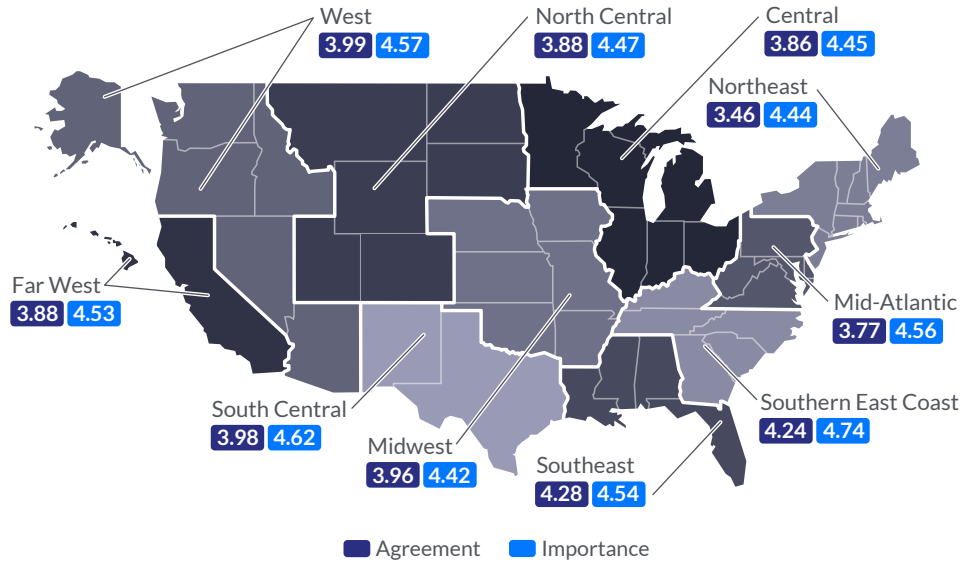 West
3.99 4.57
North Central
3.88 4.47
Central
3.86 4.45
Northeast
3.46 4.44
Far West
3.88 4.53
Mid-Atlantic
3.77 4.56
South Central
3.98 4.62
Midwest
3.96 4.42
Southeast
4.28 4.54
Southern East Coast
4.24 4.74
Agreement Importance